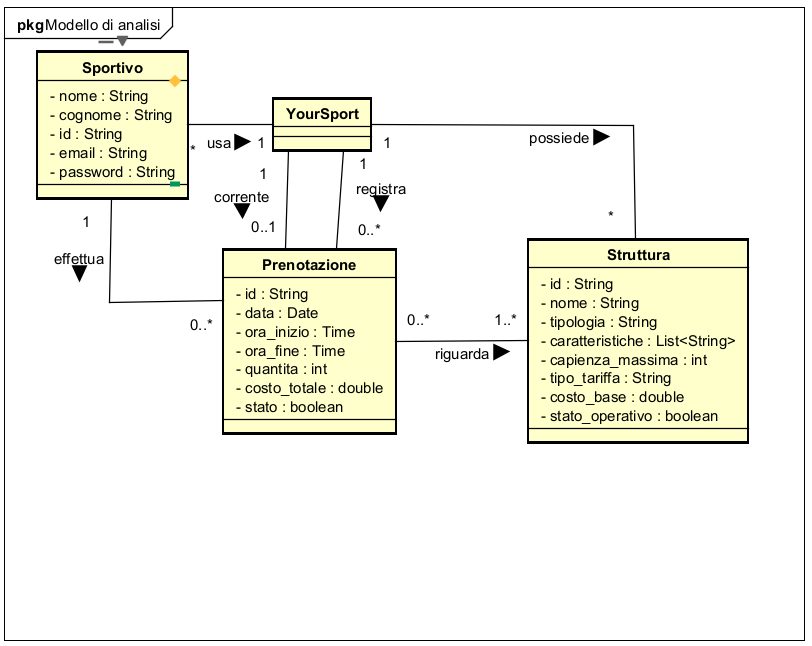 pkg Modello di analisi
Sportivo
- nome : String
- cognome : String
- id : String
- email : String
- password : String
YourSport
usa
*
1
1
possiede
*
1
corrente
0..1
1
registra
0..*
1
effettua
0..*
Prenotazione
- id : String
- data : Date
- ora_inizio : Time
- ora_fine : Time
- quantita : int
- costo_totale : double
- stato : boolean
0..*
1..*
riguarda
Struttura
- id : String
- nome : String
- tipologia : String
- caratteristiche : List<String>
- capienza_massima : int
- tipo_tariffa : String
- costo_base : double
- stato_operativo : boolean